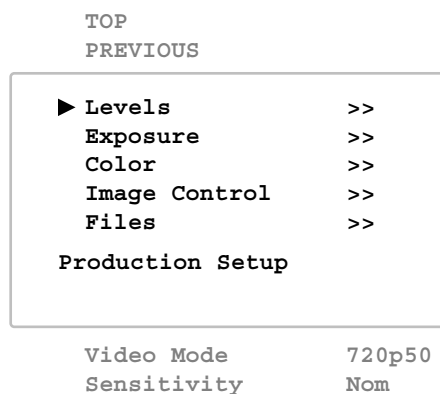 TOP
PREVIOUS
Levels >>
Exposure >>
Color >>
Image Control >>
Files >>
Production Setup
Video Mode 720p50
Sensitivity Nom